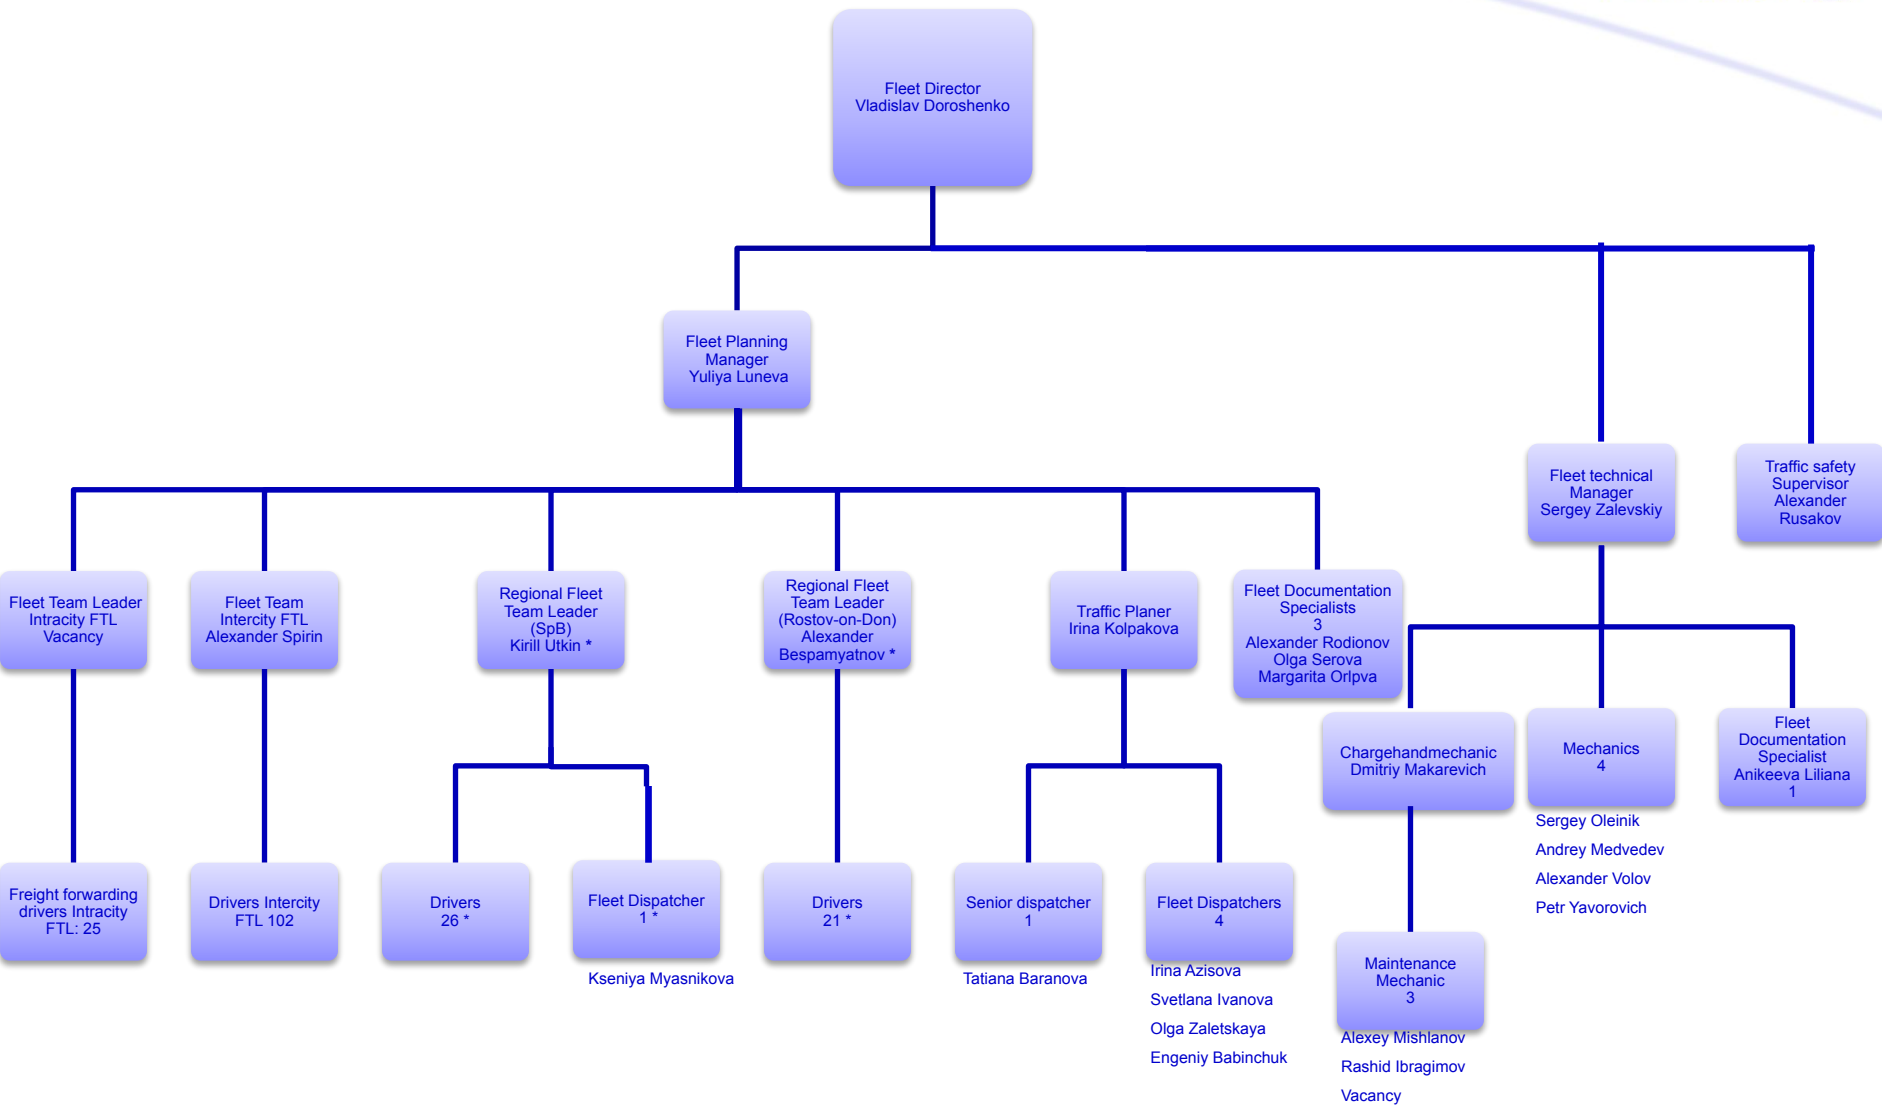 Fleet Director
Vladislav Doroshenko
Fleet Planning
Manager
Yuliya Luneva
Fleet technical
Manager
Sergey Zalevskiy
Traffic safety
Supervisor
Alexander
Rusakov
Fleet Team Leader
Intracity FTL
Vacancy
Fleet Team
Intercity FTL
Alexander Spirin
Regional Fleet
Team Leader
(SpB)
Kirill Utkin *
Regional Fleet
Team Leader
(Rostov-on-Don)
Alexander
Bespamyatnov *
Traffic Planer
Irina Kolpakova
Fleet Documentation
Specialists
3
Alexander Rodionov
Olga Serova
Margarita Orlpva
Chargehandmechanic
Dmitriy Makarevich
Mechanics
4
Sergey Oleinik
Andrey Medvedev
Alexander Volov
Petr Yavorovich
Fleet
Documentation
Specialist
Anikeeva Liliana
1
Freight forwarding
drivers Intracity
FTL: 25
Drivers Intercity
FTL 102
Drivers
26 *
Fleet Dispatcher
1 *
Kseniya Myasnikova
Drivers
21 *
Senior dispatcher
1
Tatiana Baranova
Fleet Dispatchers
4
Irina Azisova
Svetlana Ivanova
Olga Zaletskaya
Engeniy Babinchuk
Maintenance
Mechanic
3
Alexey Mishlanov
Rashid Ibragimov
Vacancy